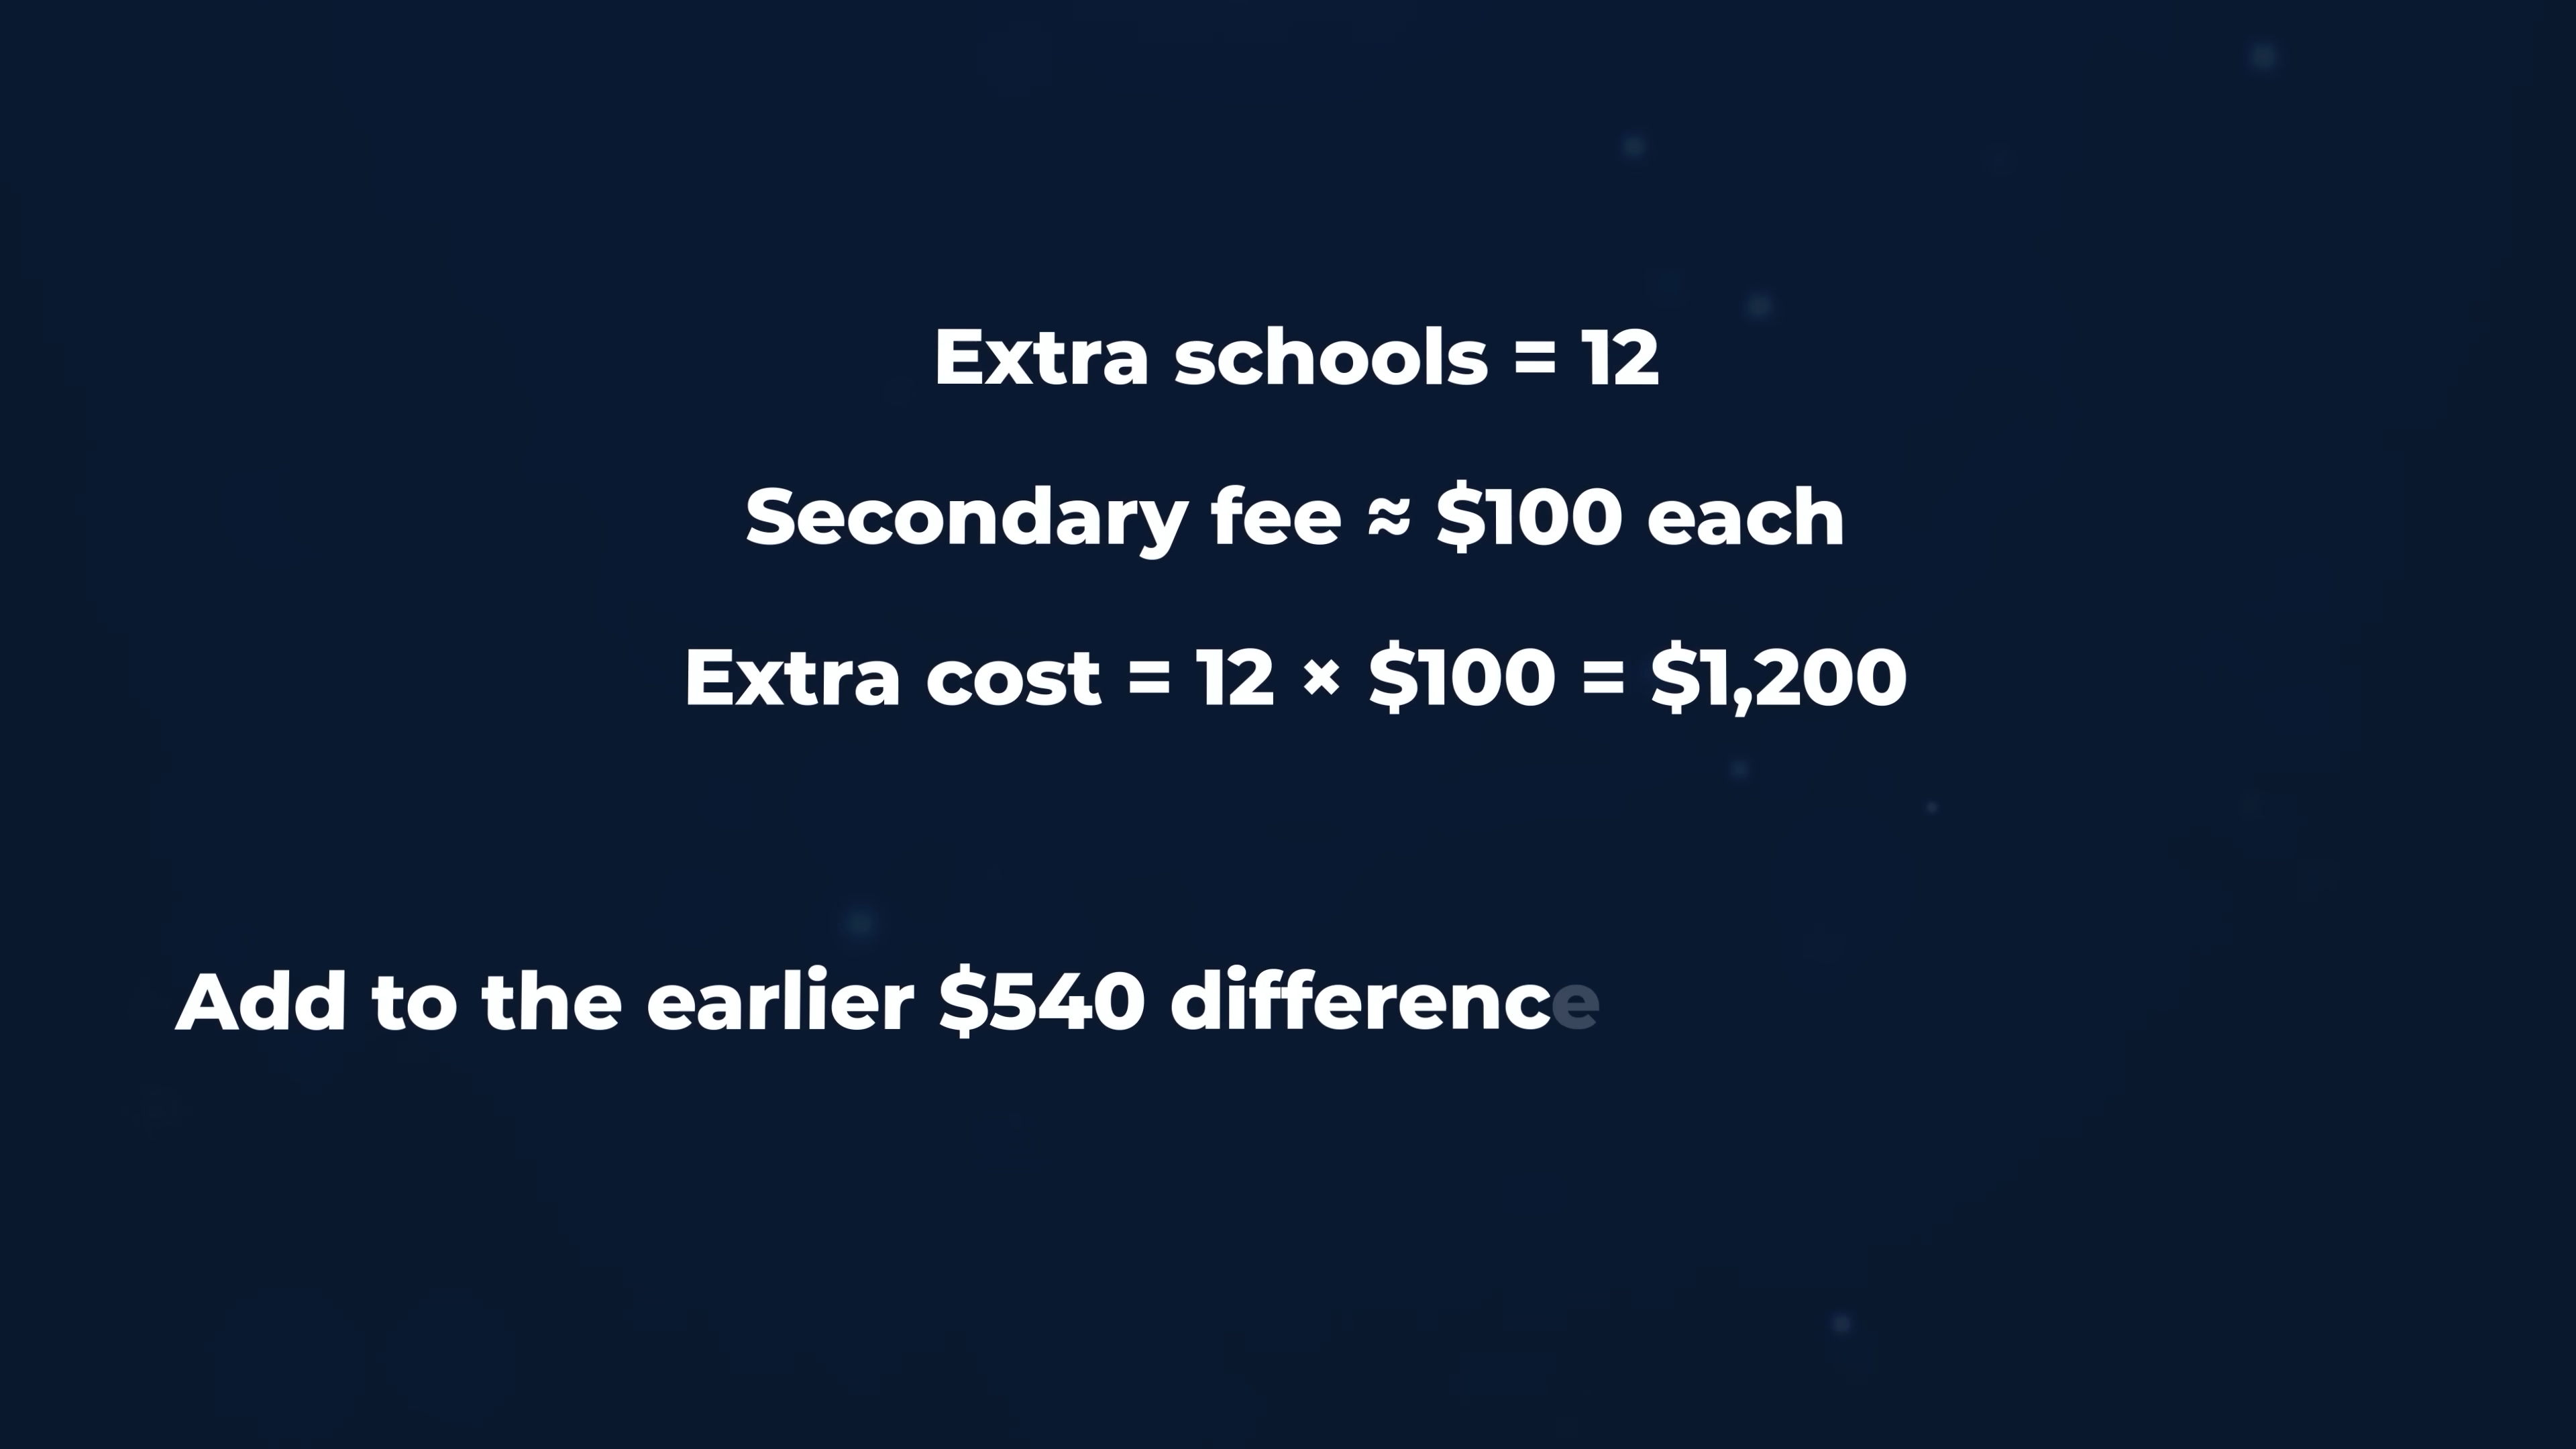 Extra schools = 12
Secondary fee ≈ $100 each
Extra cost = 12 × $100 = $1,200
Add to the earlier $540 difference